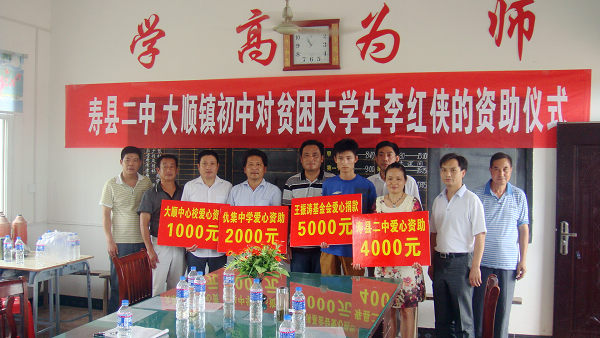 学高为师
寿县二中 大顺镇初中对贫困大学生李红侠的资助仪式
大顺中心校爱心资
1000元
仇集中学爱心资助
2000元
王振涛基金会爱心捐款
5000元
寿县二中爱心资助
4000元